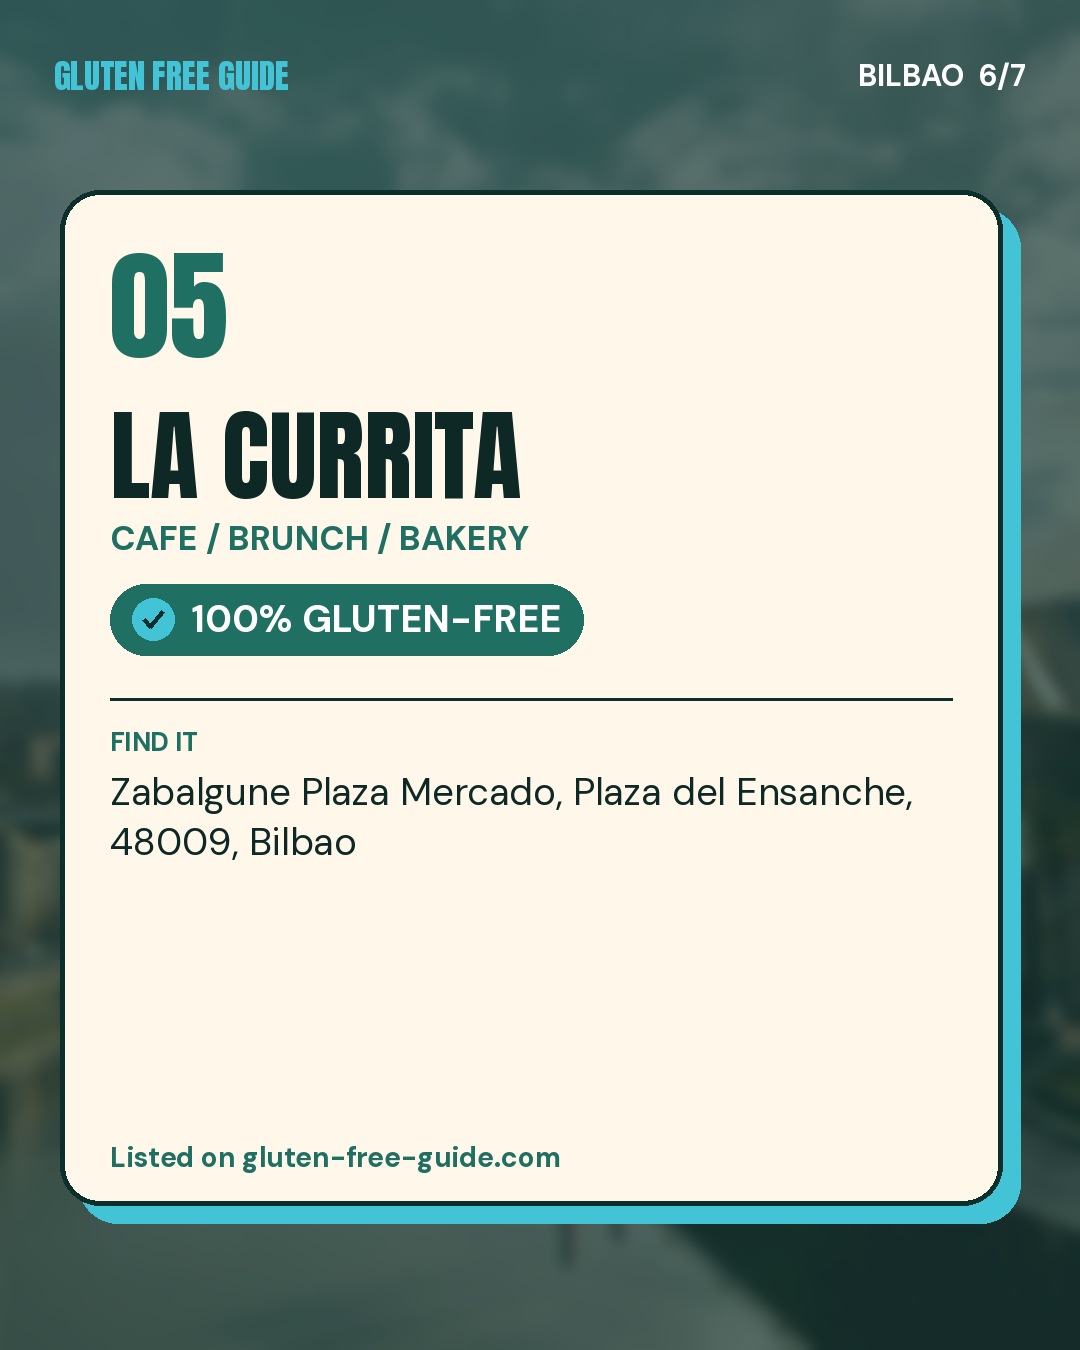 GLUTEN FREE GUIDE
BILBAO 6/7
05
LA CURRITA
CAFE / BRUNCH / BAKERY
100% GLUTEN-FREE
FIND IT
Zabalgune Plaza Mercado, Plaza del Ensanche,
48009, Bilbao
Listed on gluten-free-guide.com